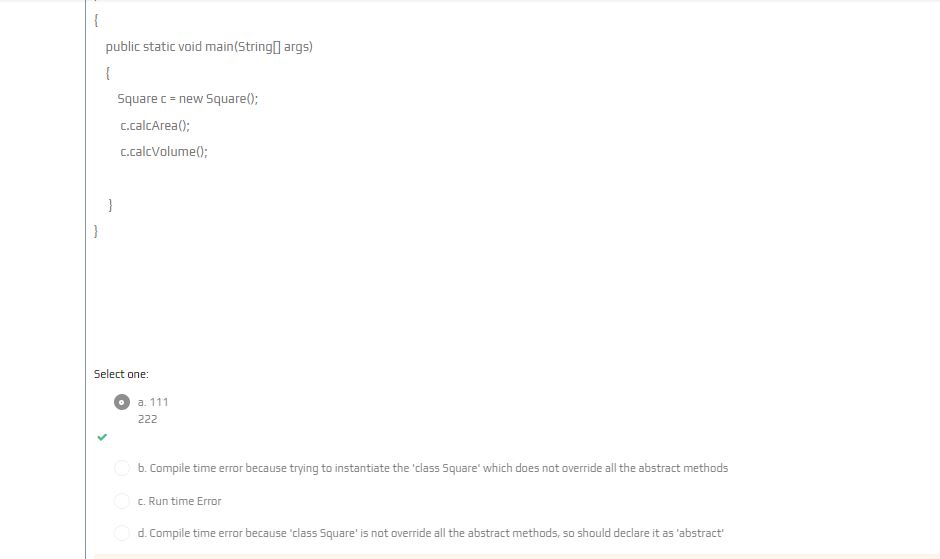 {
public static void main(String[] args)
{
Square c = new Square();
c.calcArea();
c.calcVolume();
}
}
Select one:
a. 111
222
b. Compile time error because trying to instantiate the 'class Square' which does not override all the abstract methods
c. Run time Error
d. Compile time error because 'class Square' is not override all the abstract methods, so should declare it as 'abstract'